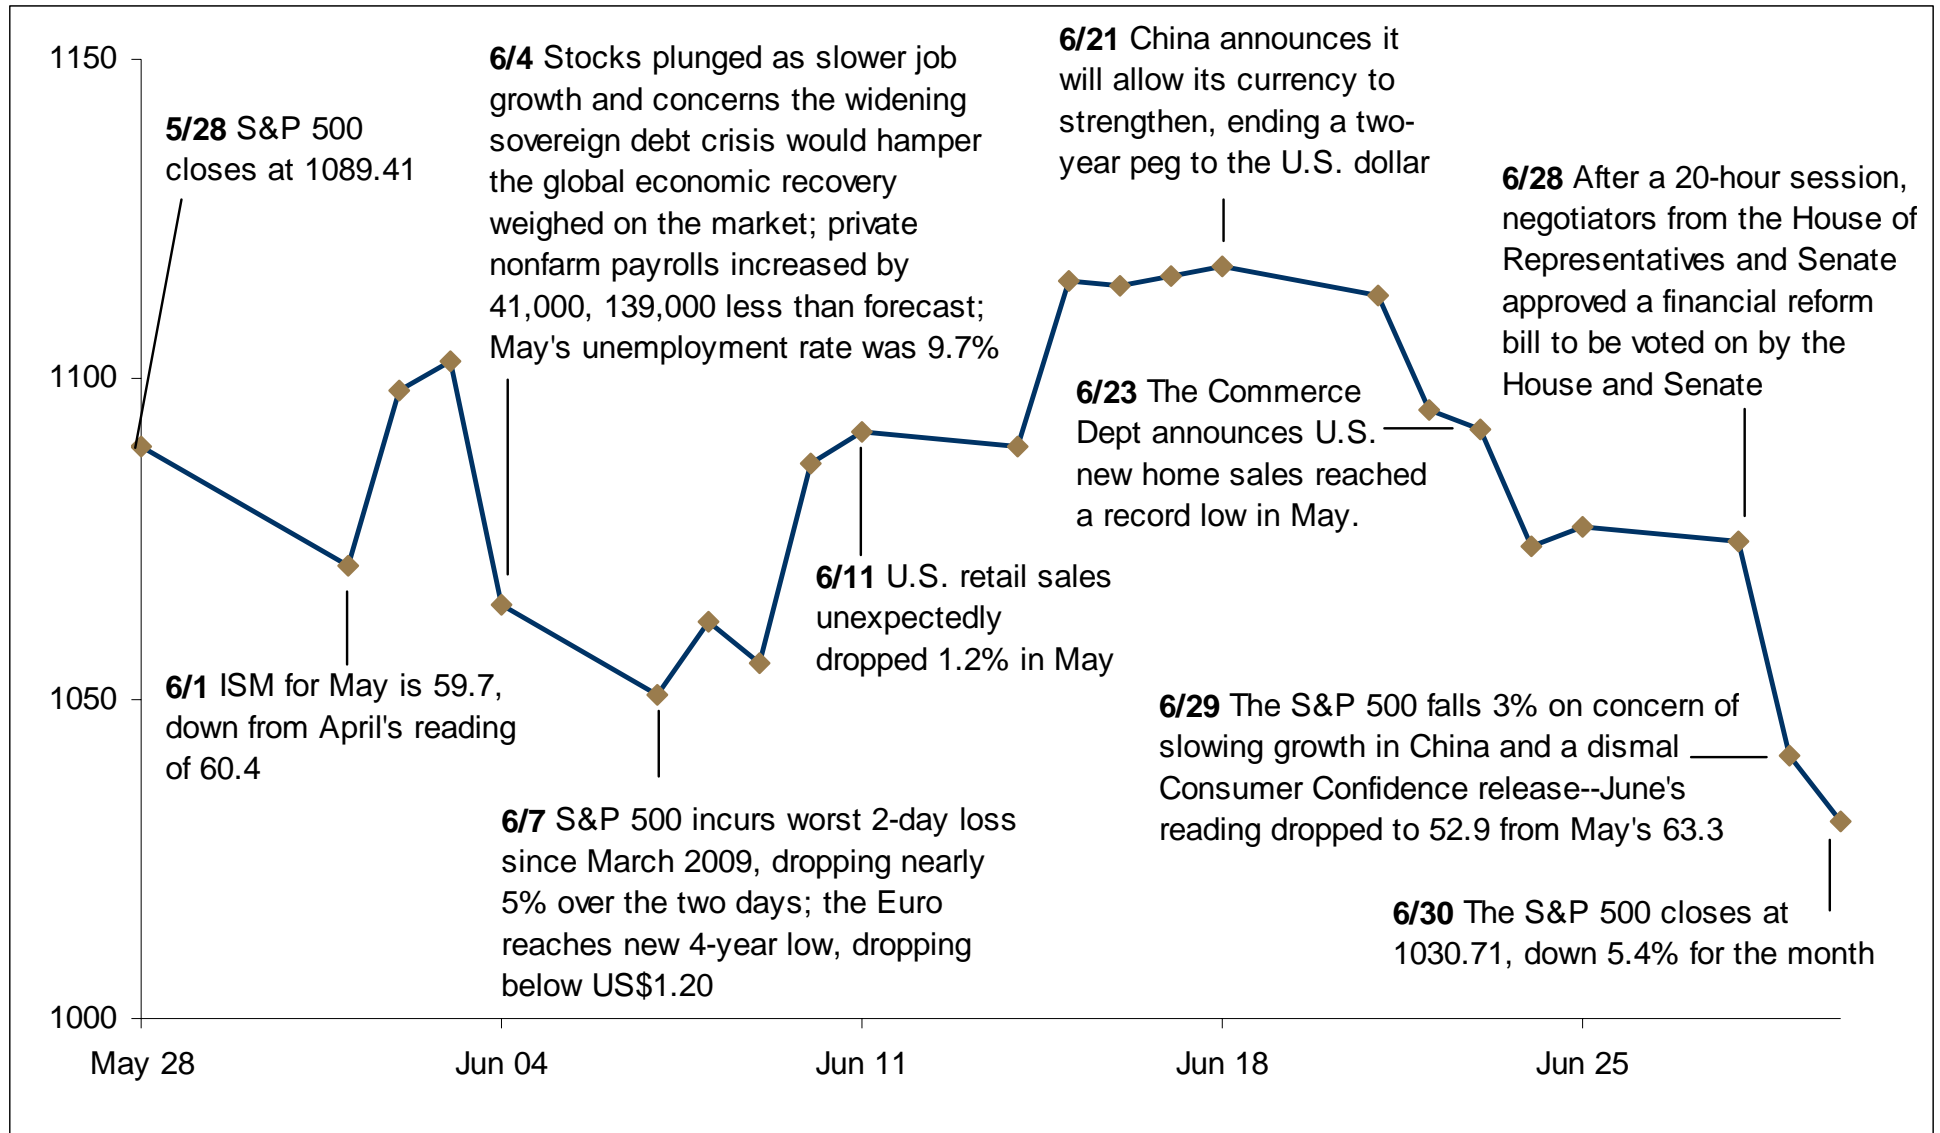 1150
1100
1050
1000
5/28 S&P 500
closes at 1089.41
6/4 Stocks plunged as slower job
growth and concerns the widening
sovereign debt crisis would hamper
the global economic recovery
weighed on the market; private
nonfarm payrolls increased by
41,000, 139,000 less than forecast;
May's unemployment rate was 9.7%
6/21 China announces it
will allow its currency to
strengthen, ending a two-
year peg to the U.S. dollar
6/28 After a 20-hour session,
negotiators from the House of
Representatives and Senate
approved a financial reform
bill to be voted on by the
House and Senate
6/23 The Commerce
Dept announces U.S.
new home sales reached
a record low in May.
6/11 U.S. retail sales
unexpectedly
dropped 1.2% in May
6/1 ISM for May is 59.7,
down from April's reading
of 60.4
6/29 The S&P 500 falls 3% on concern of
slowing growth in China and a dismal
Consumer Confidence release--June's
reading dropped to 52.9 from May's 63.3
6/7 S&P 500 incurs worst 2-day loss
since March 2009, dropping nearly
5% over the two days; the Euro
reaches new 4-year low, dropping
below US$1.20
6/30 The S&P 500 closes at
1030.71, down 5.4% for the month
May 28
Jun 04
Jun 11
Jun 18
Jun 25